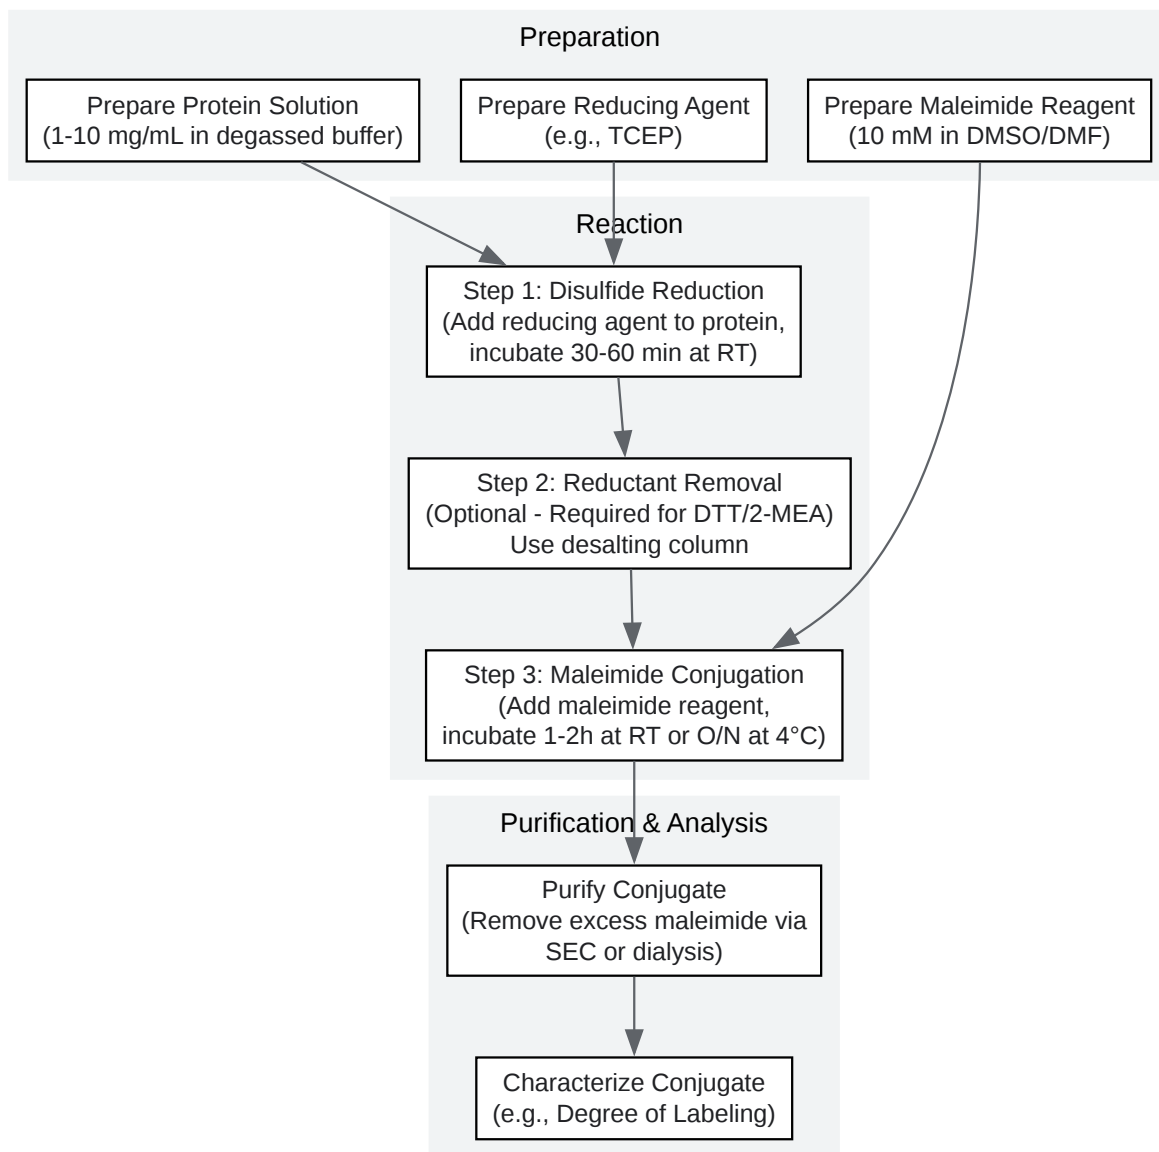 Preparation
Prepare Protein Solution
(1-10 mg/mL in degassed buffer)
Prepare Reducing Agent
(e.g., TCEP)
Prepare Maleimide Reagent
(10 mM in DMSO/DMF)
Reaction
Step 1: Disulfide Reduction
(Add reducing agent to protein,
incubate 30-60 min at RT)
Step 2: Reductant Removal
(Optional - Required for DTT/2-MEA)
Use desalting column
Step 3: Maleimide Conjugation
(Add maleimide reagent,
incubate 1-2h at RT or O/N at 4°C)
Purification & Analysis
Purify Conjugate
(Remove excess maleimide via
SEC or dialysis)
Characterize Conjugate
(e.g., Degree of Labeling)